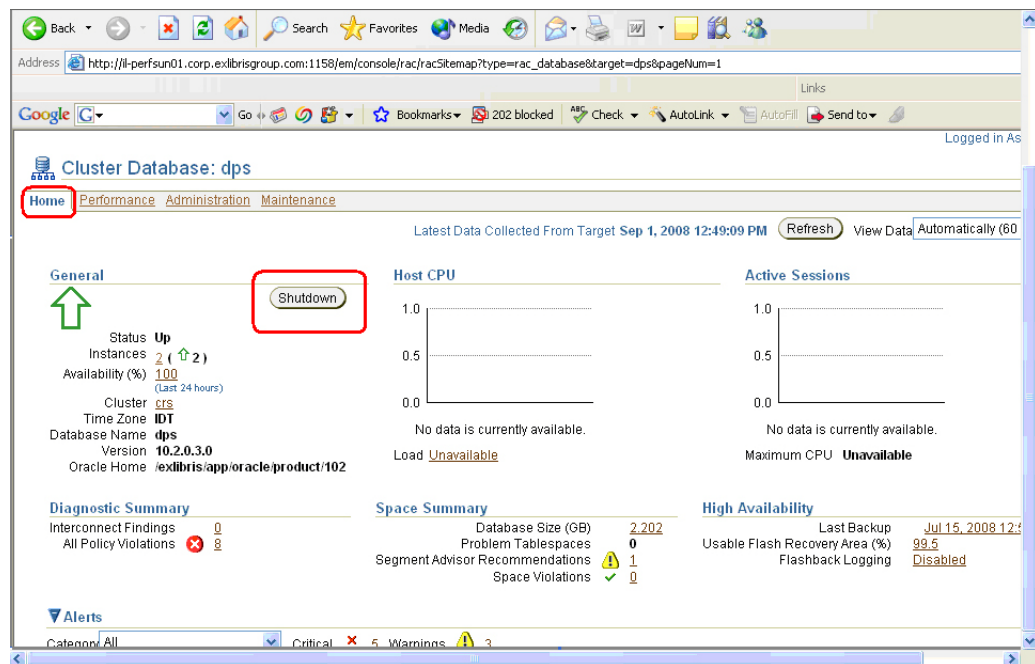 Back Search Favorites Media
Address http://il-perfsun01.corp.exlibrisgroup.com:1158/em/console/rac/racSitemap?type=rac_database&target=dps&pageNum=1
Links
Google G Go Bookmarks 202 blocked ABC Check AutoLink AutoFill Send to
Logged in As
Cluster Database: dps
Home Performance Administration Maintenance
Latest Data Collected From Target Sep 1, 2008 12:49:09 PM Refresh View Data Automatically (60
General
Shutdown
Status Up
Instances 2 ( 2 )
Availability (%) 100
(Last 24 hours)
Cluster crs
Time Zone IDT
Database Name dps
Version 10.2.0.3.0
Oracle Home /exlibris/app/oracle/product/102
Host CPU
1.0
0.5
0.0
No data is currently available.
Load Unavailable
Active Sessions
1.0
0.5
0.0
No data is currently available.
Maximum CPU Unavailable
Diagnostic Summary
Interconnect Findings 0
All Policy Violations 8
Space Summary
Database Size (GB) 2.202
Problem Tablespaces 0
Segment Advisor Recommendations 1
Space Violations 0
High Availability
Last Backup Jul 15, 2008 12:5
Usable Flash Recovery Area (%) 99.5
Flashback Logging Disabled
Alerts
Category All Critical 5 Warnings 3